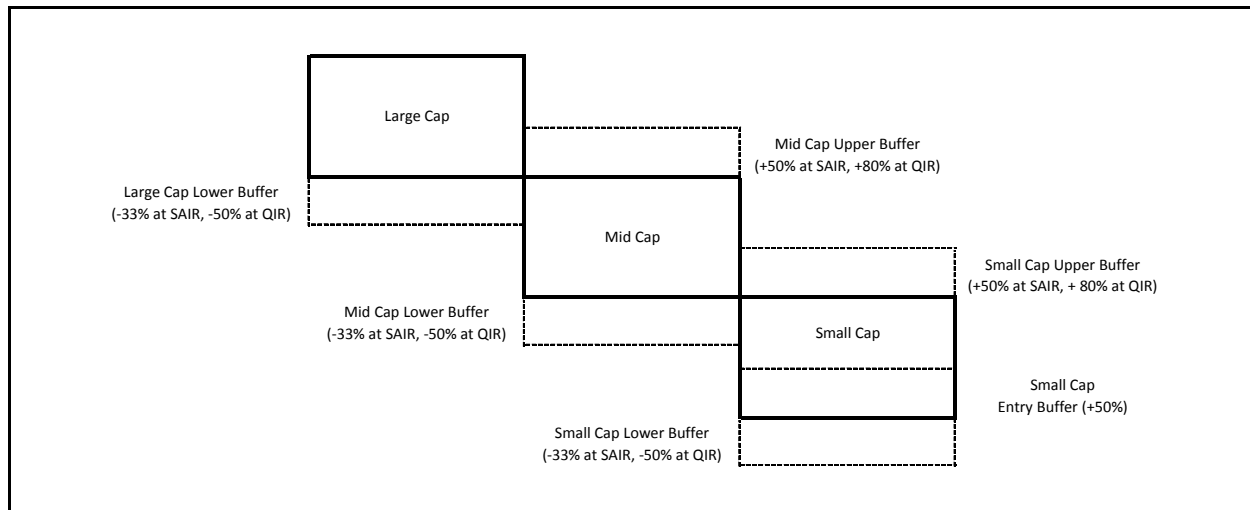 Large Cap
Mid Cap Upper Buffer
(+50% at SAIR, +80% at QIR)
Large Cap Lower Buffer
(-33% at SAIR, -50% at QIR)
Mid Cap
Small Cap Upper Buffer
(+50% at SAIR, + 80% at QIR)
Mid Cap Lower Buffer
(-33% at SAIR, -50% at QIR)
Small Cap
Small Cap
Entry Buffer (+50%)
Small Cap Lower Buffer
(-33% at SAIR, -50% at QIR)